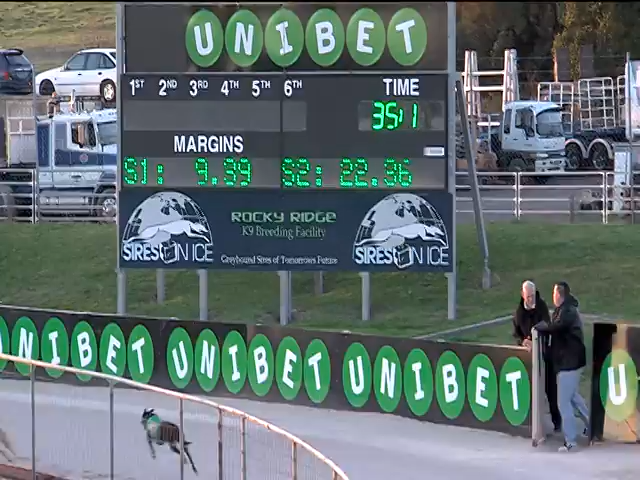 UNIBET
1ST 2ND 3RD 4TH 5TH 6TH TIME
35:1
MARGINS
S1: 9.39 S2: 22.36
ROCKY RIDGE
K9 Breeding Facility
SIRES ON ICE SIRES ON ICE
Greyhound Sires of Tomorrows Future
UNIBET UNIBET UNIBET U